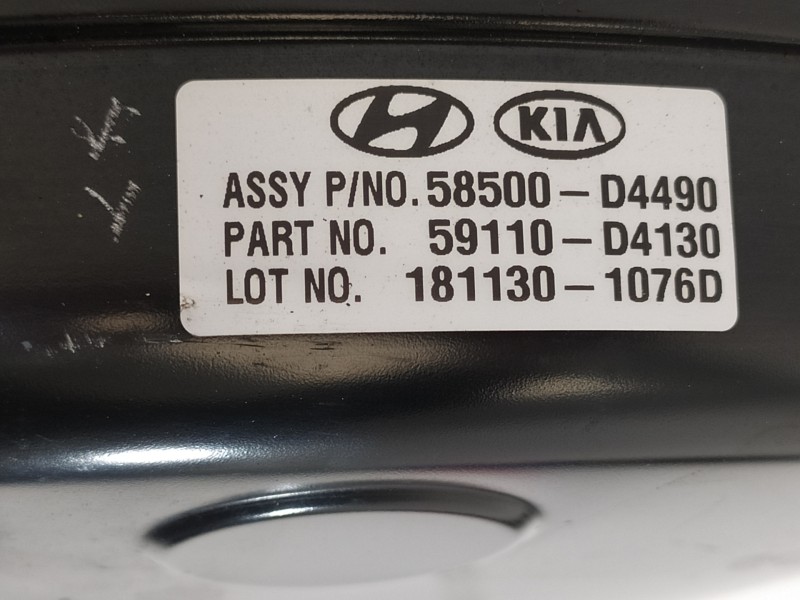 KIA
ASSY P/NO. 58500-D4490
PART NO. 59110-D4130
LOT NO. 181130-1076D